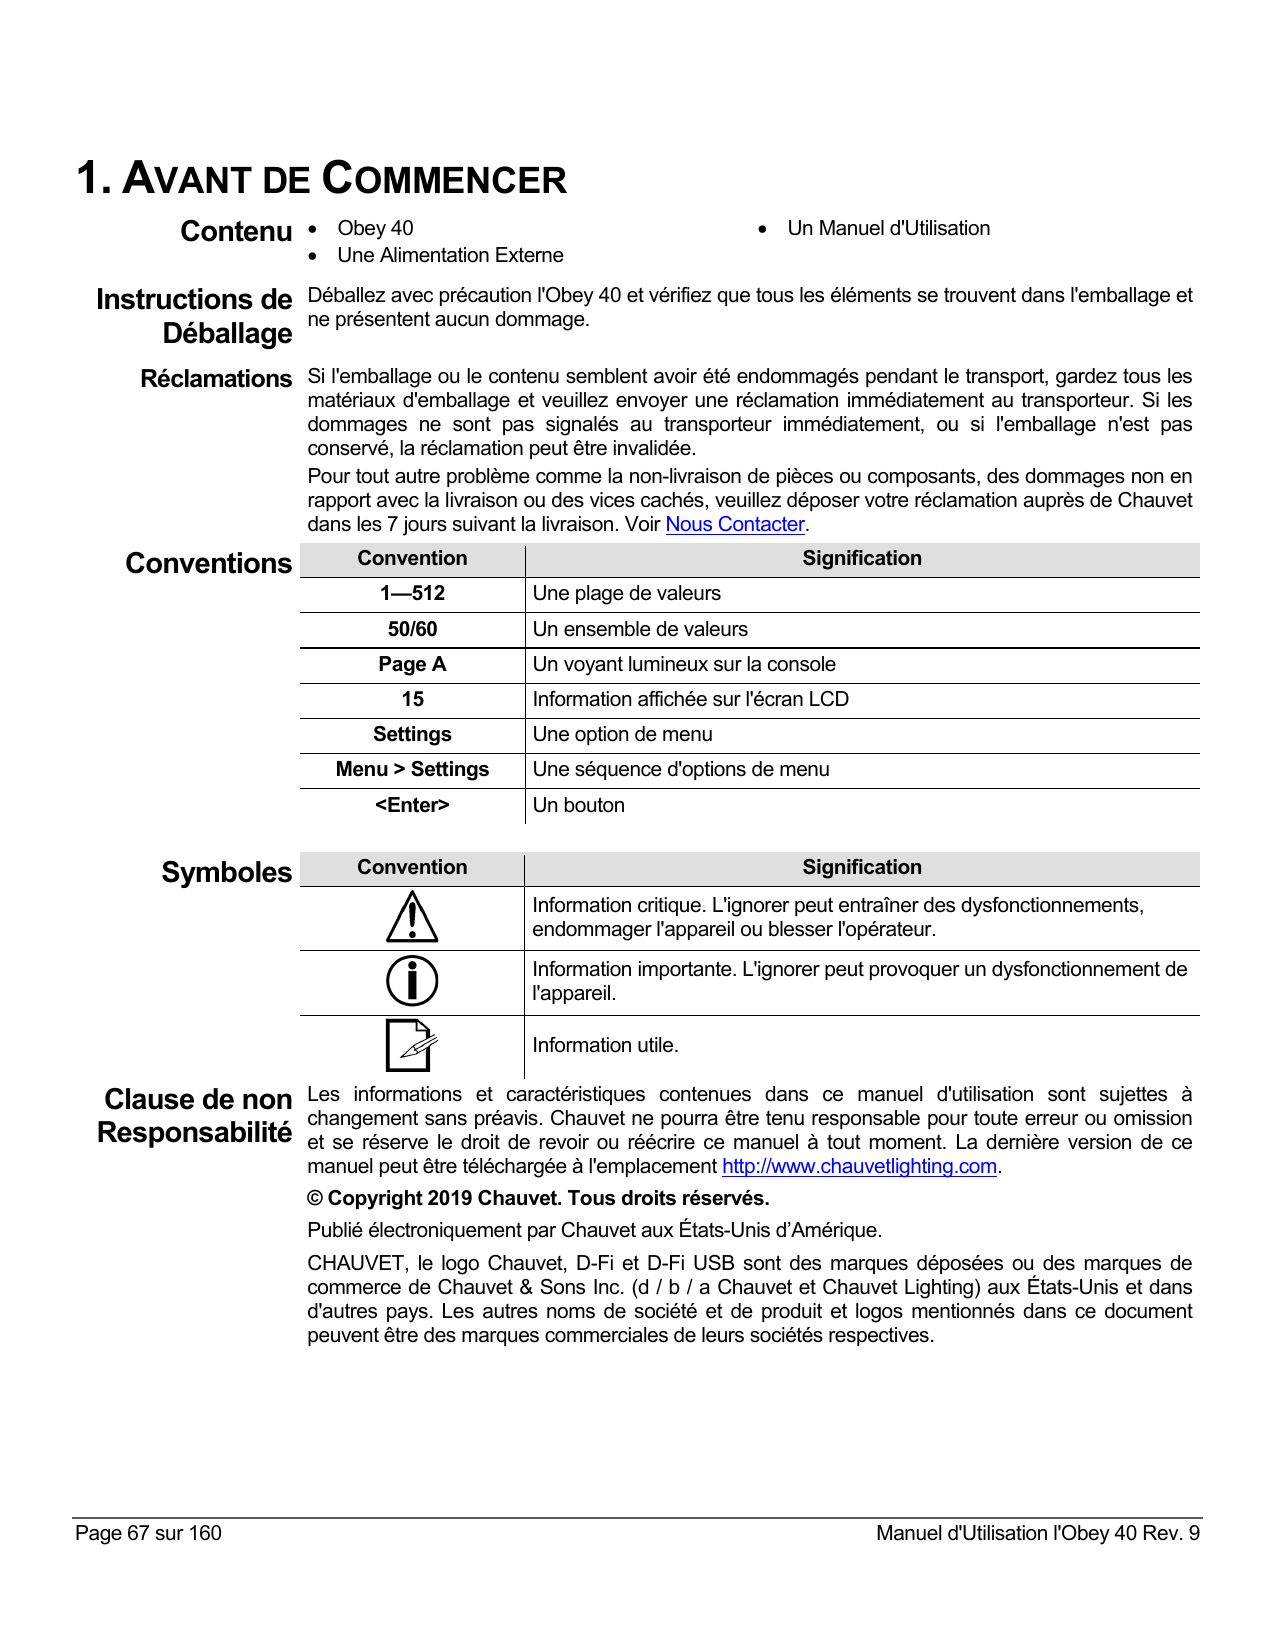 1. AVANT DE COMMENCER
Contenu
• Obey 40
• Une Alimentation Externe
• Un Manuel d'Utilisation
Instructions de
Déballage
Déballez avec précaution l'Obey 40 et vérifiez que tous les éléments se trouvent dans l'emballage et
ne présentent aucun dommage.
Réclamations
Si l'emballage ou le contenu semblent avoir été endommagés pendant le transport, gardez tous les
matériaux d'emballage et veuillez envoyer une réclamation immédiatement au transporteur. Si les
dommages ne sont pas signalés au transporteur immédiatement, ou si l'emballage n'est pas
conservé, la réclamation peut être invalidée.
Pour tout autre problème comme la non-livraison de pièces ou composants, des dommages non en
rapport avec la livraison ou des vices cachés, veuillez déposer votre réclamation auprès de Chauvet
dans les 7 jours suivant la livraison. Voir Nous Contacter.
Conventions
Convention Signification
1—512 Une plage de valeurs
50/60 Un ensemble de valeurs
Page A Un voyant lumineux sur la console
15 Information affichée sur l'écran LCD
Settings Une option de menu
Menu > Settings Une séquence d'options de menu
<Enter> Un bouton
Symboles
Convention Signification
Information critique. L'ignorer peut entraîner des dysfonctionnements,
endommager l'appareil ou blesser l'opérateur.
Information importante. L'ignorer peut provoquer un dysfonctionnement de
l'appareil.
Information utile.
Clause de non
Responsabilité
Les informations et caractéristiques contenues dans ce manuel d'utilisation sont sujettes à
changement sans préavis. Chauvet ne pourra être tenu responsable pour toute erreur ou omission
et se réserve le droit de revoir ou réécrire ce manuel à tout moment. La dernière version de ce
manuel peut être téléchargée à l'emplacement http://www.chauvetlighting.com.
© Copyright 2019 Chauvet. Tous droits réservés.
Publié électroniquement par Chauvet aux États-Unis d’Amérique.
CHAUVET, le logo Chauvet, D-Fi et D-Fi USB sont des marques déposées ou des marques de
commerce de Chauvet & Sons Inc. (d / b / a Chauvet et Chauvet Lighting) aux États-Unis et dans
d'autres pays. Les autres noms de société et de produit et logos mentionnés dans ce document
peuvent être des marques commerciales de leurs sociétés respectives.
Page 67 sur 160
Manuel d'Utilisation l'Obey 40 Rev. 9